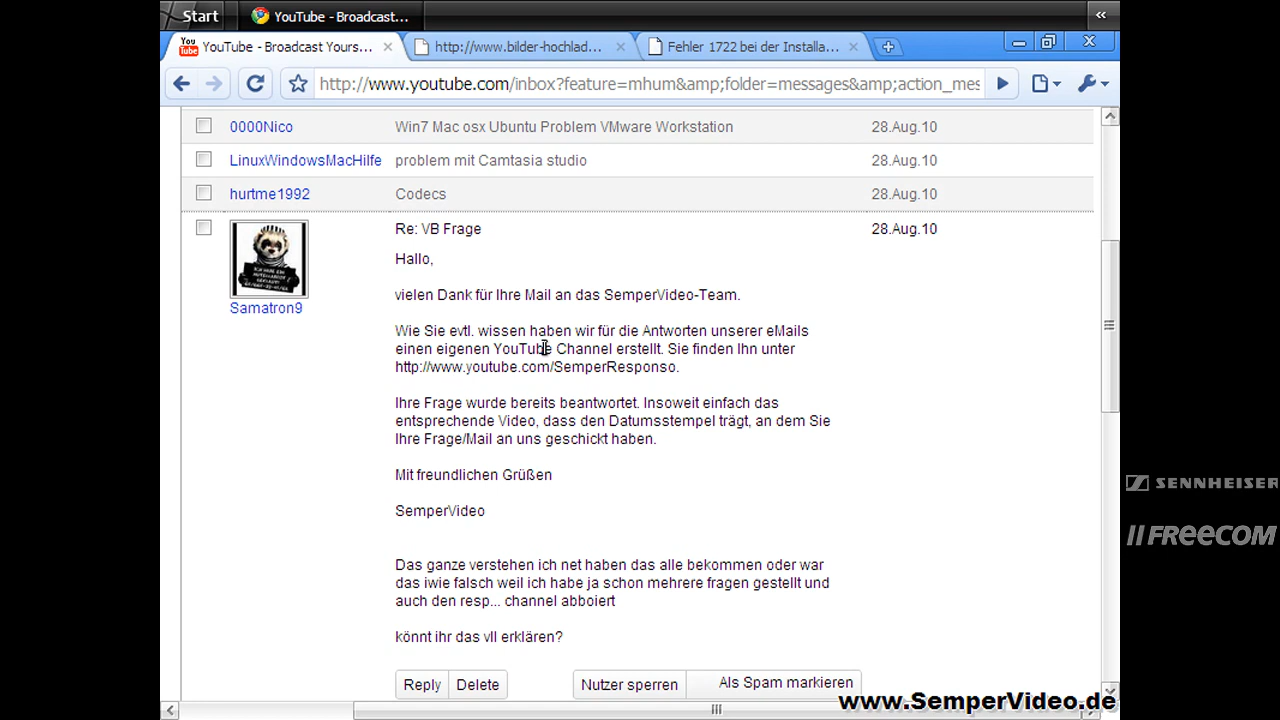 Start
YouTube - Broadcast...
«
YouTube - Broadcast Yours...
http://www.bilder-hochlad...
Fehler 1722 bei der Installa...
http://www.youtube.com/inbox?feature=mhum&amp;folder=messages&amp;action_mes
0000Nico Win7 Mac osx Ubuntu Problem VMware Workstation 28.Aug.10
LinuxWindowsMacHilfe problem mit Camtasia studio 28.Aug.10
hurtme1992 Codecs 28.Aug.10
Re: VB Frage 28.Aug.10
Samatron9
Hallo,
vielen Dank für Ihre Mail an das SemperVideo-Team.
Wie Sie evtl. wissen haben wir für die Antworten unserer eMails
einen eigenen YouTube Channel erstellt. Sie finden Ihn unter
http://www.youtube.com/SemperResponso.
Ihre Frage wurde bereits beantwortet. Insoweit einfach das
entsprechende Video, dass den Datumsstempel trägt, an dem Sie
Ihre Frage/Mail an uns geschickt haben.
Mit freundlichen Grüßen
SemperVideo
Das ganze verstehen ich net haben das alle bekommen oder war
das iwie falsch weil ich habe ja schon mehrere fragen gestellt und
auch den resp... channel abboiert
könnt ihr das vll erklären?
Reply Delete Nutzer sperren Als Spam markieren
SENNHEISER
FREECOM
www.SemperVideo.de